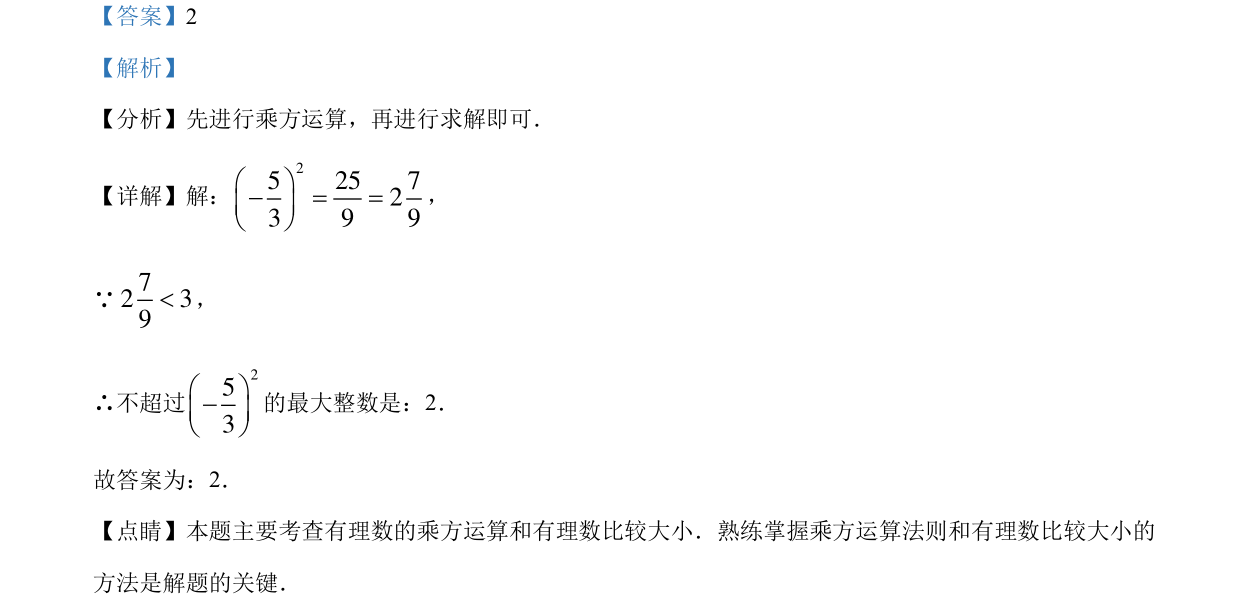 【答案】2
【解析】
【分析】先进行乘方运算，再进行求解即可．
【详解】解：$\left(-\frac{5}{3}\right)^2=\frac{25}{9}=2\frac{7}{9}$，
∵$2\frac{7}{9}<3$，
∴不超过$\left(-\frac{5}{3}\right)^2$的最大整数是：2．
故答案为：2．
【点睛】本题主要考查有理数的乘方运算和有理数比较大小．熟练掌握乘方运算法则和有理数比较大小的
方法是解题的关键．